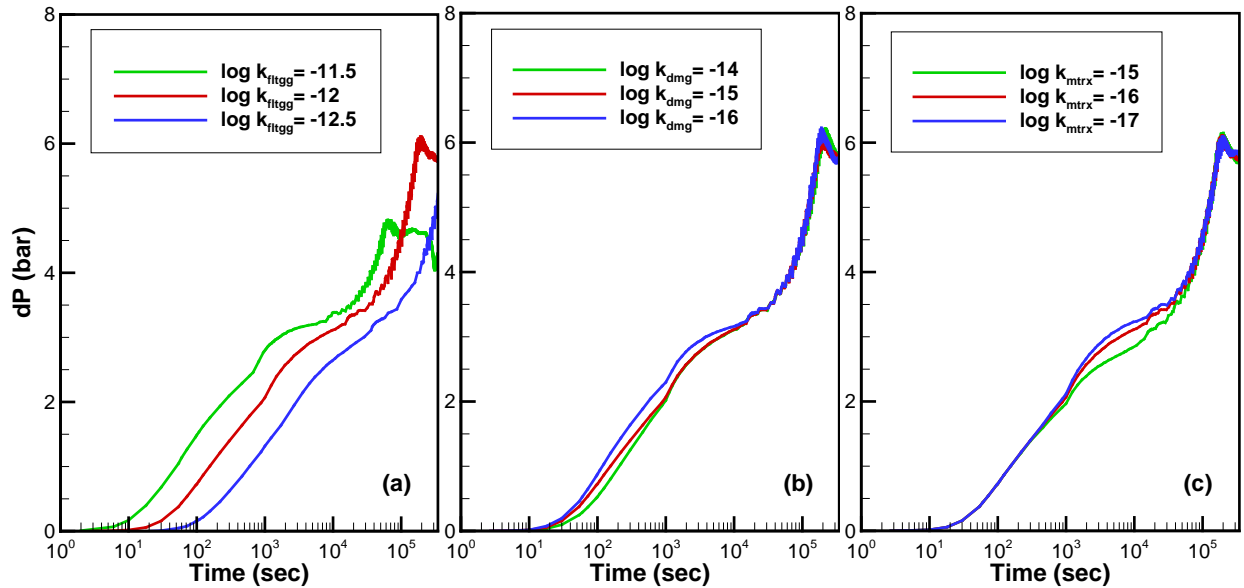 8
6
4
2
0
dP (bar)
log k_fltgg= -11.5
log k_fltgg= -12
log k_fltgg= -12.5
(a)
10^0 10^1 10^2 10^3 10^4 10^5
Time (sec)
8
6
4
2
0
log k_dmg= -14
log k_dmg= -15
log k_dmg= -16
(b)
10^0 10^1 10^2 10^3 10^4 10^5
Time (sec)
8
6
4
2
0
log k_mtrx= -15
log k_mtrx= -16
log k_mtrx= -17
(c)
10^0 10^1 10^2 10^3 10^4 10^5
Time (sec)